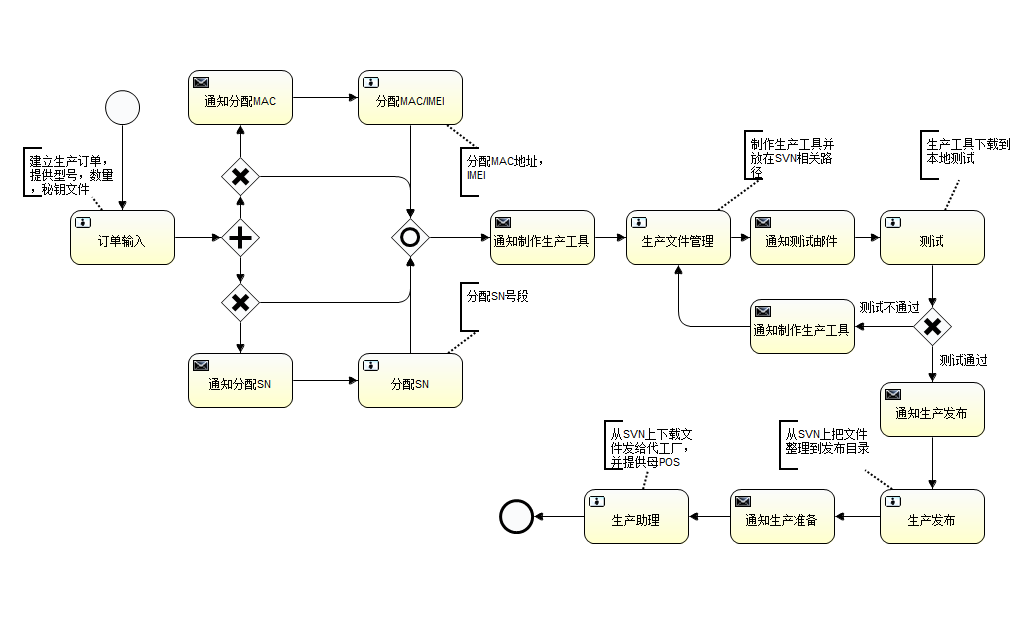 通知分配MAC
分配MAC/IMEI
建立生产订单，
提供型号，数量
，秘钥文件
分配MAC地址，
IMEI
制作生产工具并
放在SVN相关路
径
生产工具下载到
本地测试
订单输入
通知制作生产工具
生产文件管理
通知测试邮件
测试
分配SN号段
测试不通过
通知制作生产工具
测试通过
通知分配SN
分配SN
通知生产发布
从SVN上下载文
件发给代工厂，
并提供母POS
从SVN上把文件
整理到发布目录
生产助理
通知生产准备
生产发布